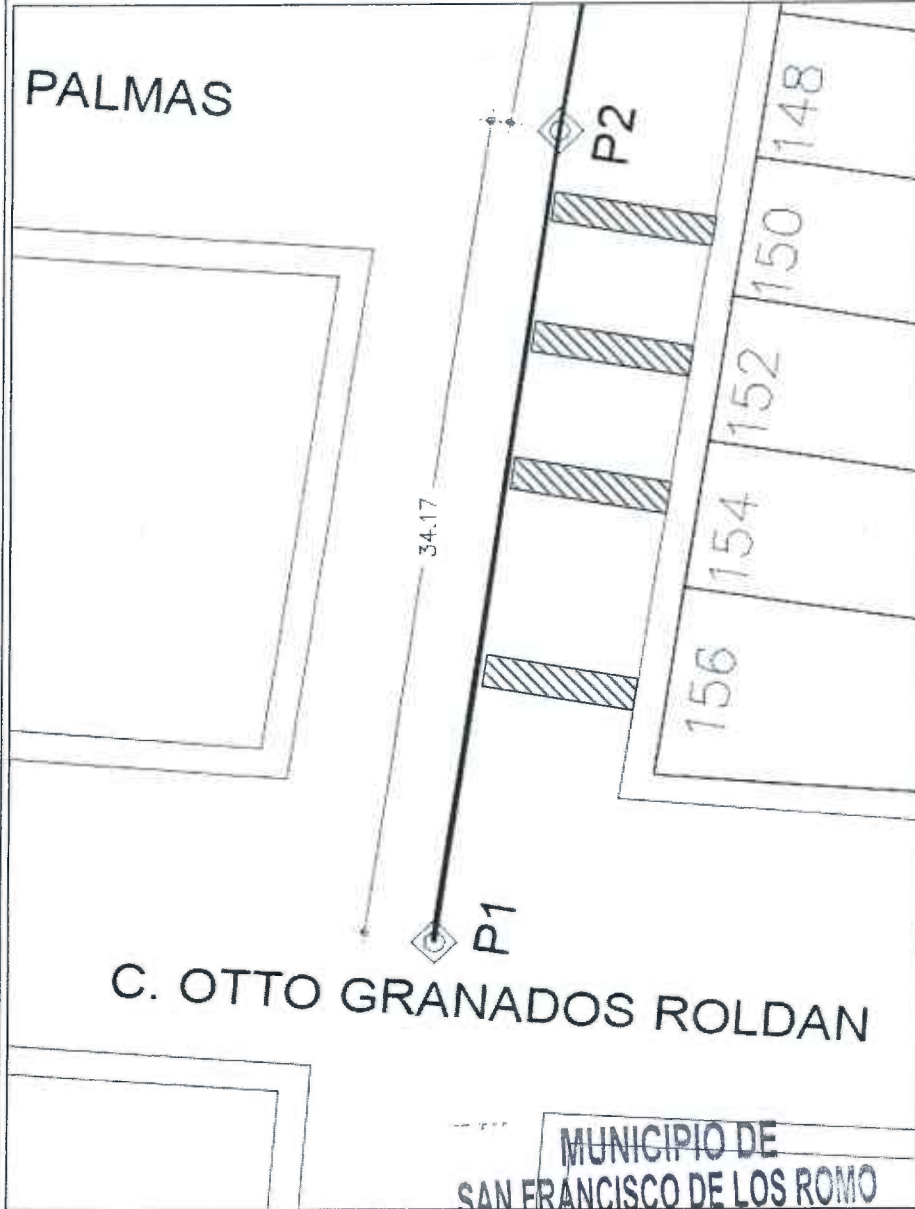 PALMAS
P2
148
150
152
154
156
34.17
P1
C. OTTO GRANADOS ROLDAN
MUNICIPIO DE
SAN FRANCISCO DE LOS ROMO